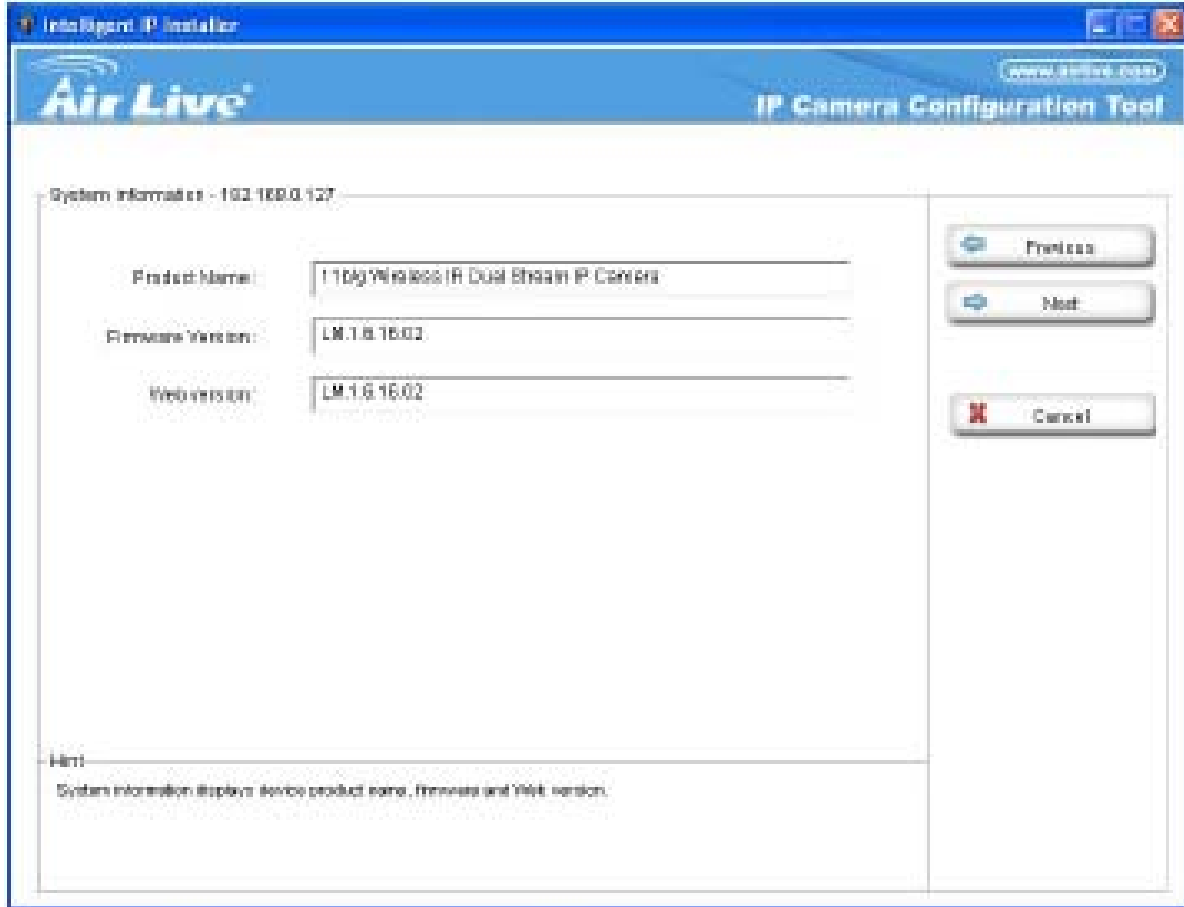 Intelligent IP Installer
Air Live
www.airlive.com
IP Camera Configuration Tool
System Information - 192.168.0.127
Product Name:
11b/g Wireless IR Dual Stream IP Camera
Firmware Version:
LM.1.6.16.02
Web version:
LM.1.6.16.02
Previous
Next
Cancel
Hint
System information displays device product name, firmware and Web version.